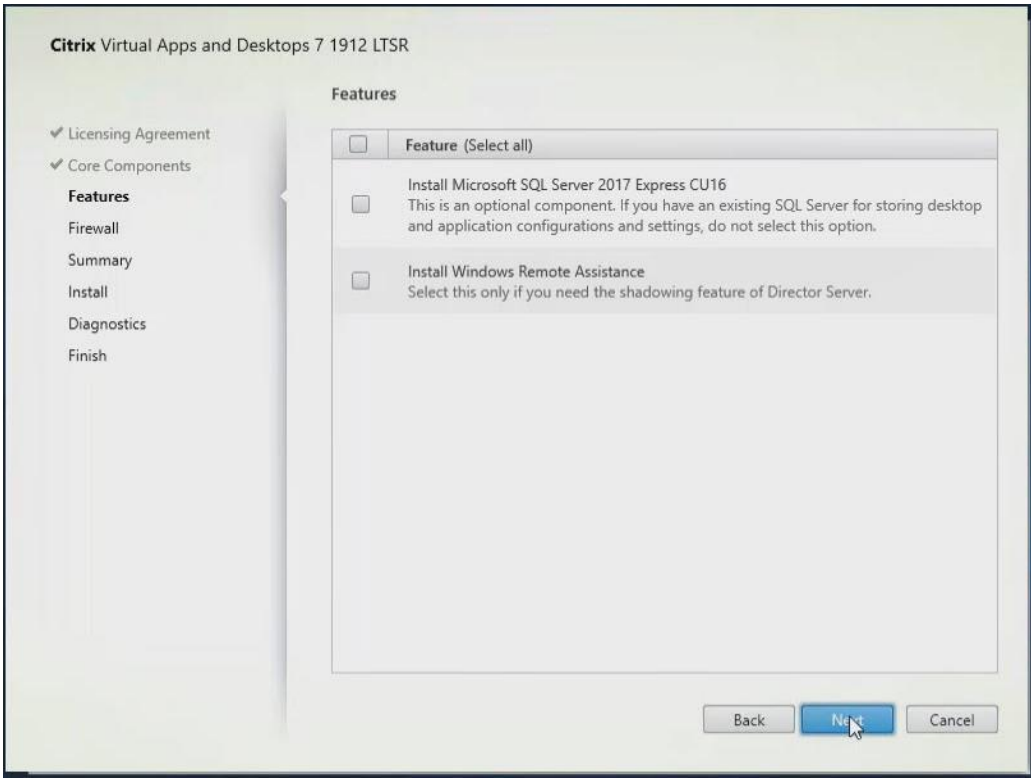 Citrix Virtual Apps and Desktops 7 1912 LTSR
Features
Licensing Agreement
Core Components
Features
Firewall
Summary
Install
Diagnostics
Finish
Feature (Select all)
Install Microsoft SQL Server 2017 Express CU16
This is an optional component. If you have an existing SQL Server for storing desktop
and application configurations and settings, do not select this option.
Install Windows Remote Assistance
Select this only if you need the shadowing feature of Director Server.
Back
Next
Cancel